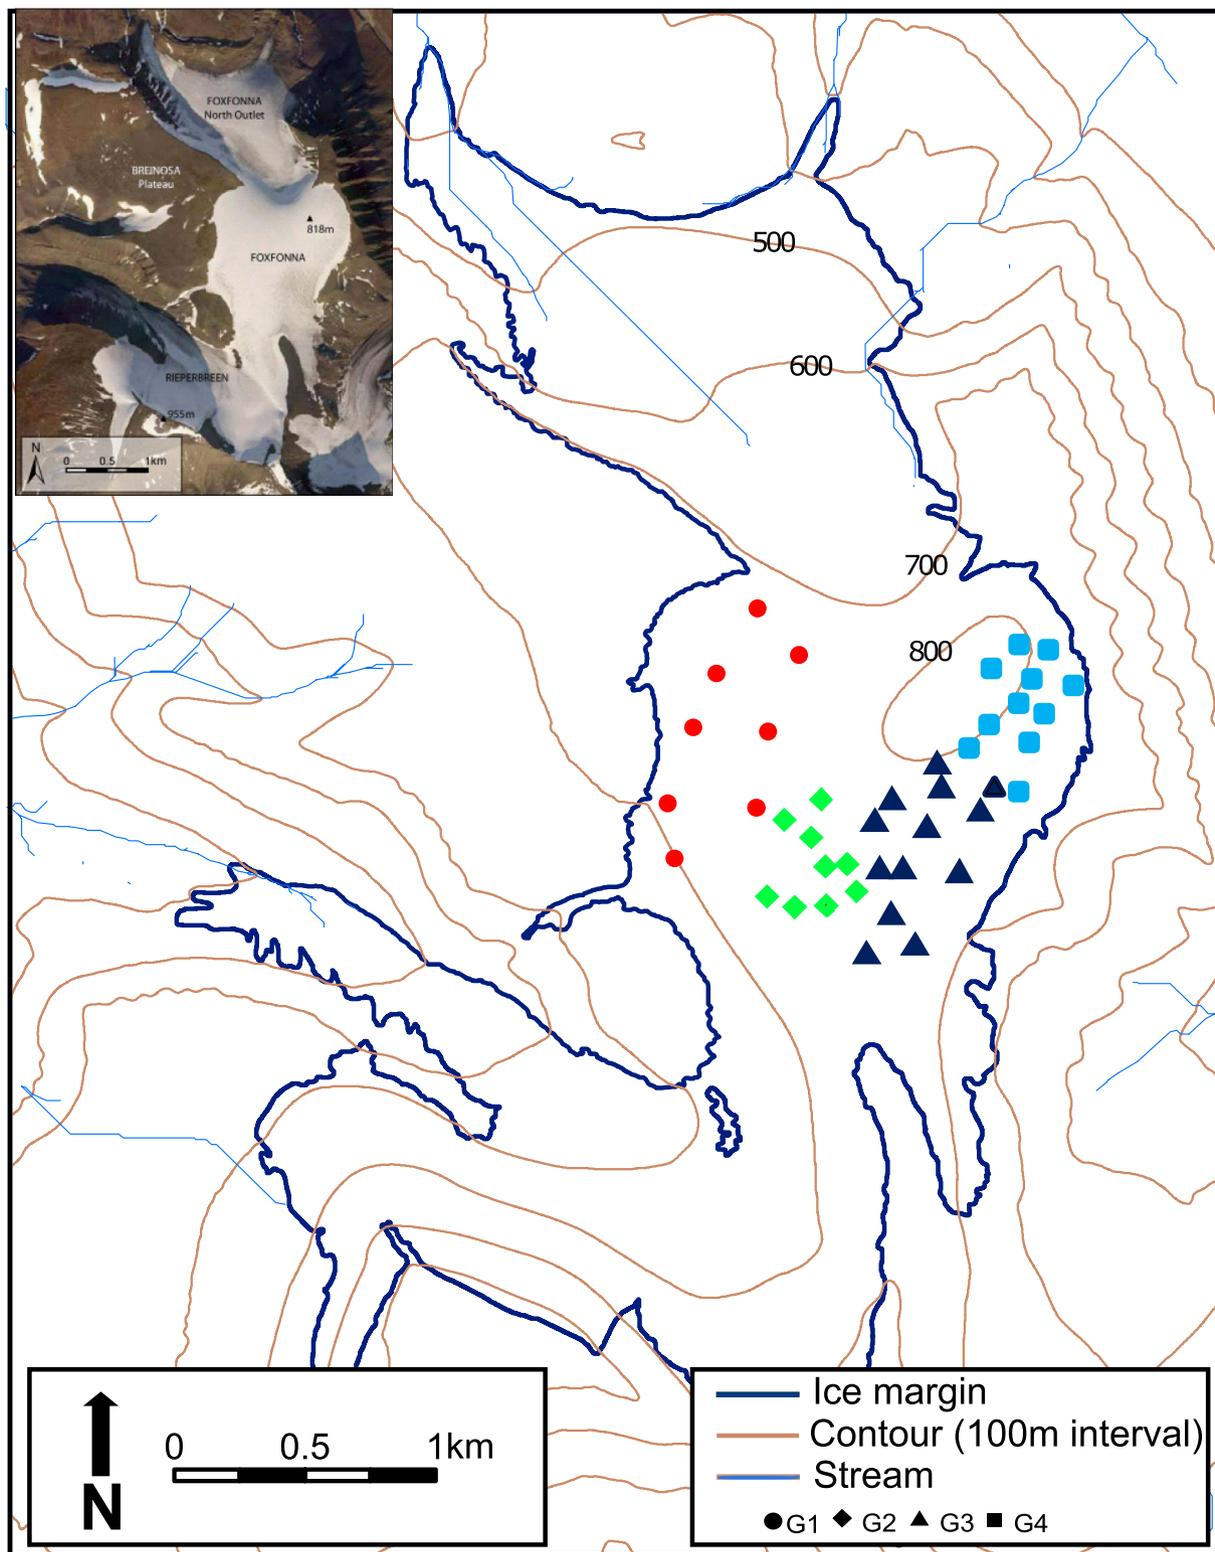 FOXFONNA
North Outlet
BREINOSA
Plateau
818m
FOXFONNA
RIEPERBREEN
955m
N
0 0.5 1km
500
600
700
800
0 0.5 1km
N
Ice margin
Contour (100m interval)
Stream
G1 G2 G3 G4